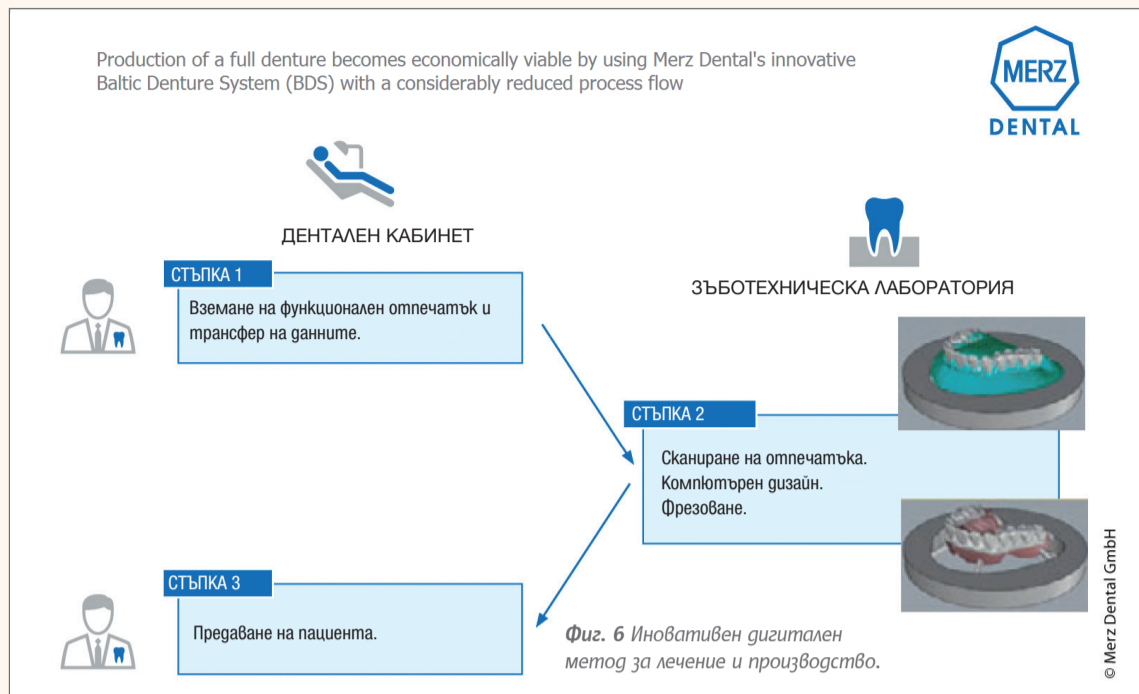 Production of a full denture becomes economically viable by using Merz Dental's innovative
Baltic Denture System (BDS) with a considerably reduced process flow
MERZ
DENTAL
ДЕНТАЛЕН КАБИНЕТ
ЗЪБОТЕХНИЧЕСКА ЛАБОРАТОРИЯ
СТЪПКА 1
Вземане на функционален отпечатък и
трансфер на данните.
СТЪПКА 2
Сканиране на отпечатъка.
Компютърен дизайн.
Фрезоване.
СТЪПКА 3
Предаване на пациента.
Фиг. 6 Иновативен дигитален
метод за лечение и производство.
© Merz Dental GmbH